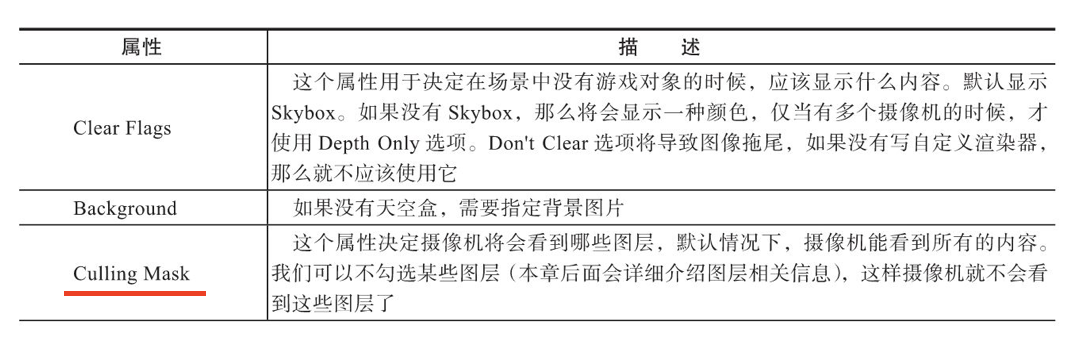 属性 描 述
这个属性用于决定在场景中没有游戏对象的时候，应该显示什么内容。默认显示
Clear Flags
Skybox。如果没有 Skybox，那么将会显示一种颜色，仅当有多个摄像机的时候，才
使用 Depth Only 选项。Don't Clear 选项将导致图像拖尾，如果没有写自定义渲染器，
那么就不应该使用它
Background 如果没有天空盒，需要指定背景图片
这个属性决定摄像机将会看到哪些图层，默认情况下，摄像机能看到所有的内容。
Culling Mask 我们可以不勾选某些图层（本章后面会详细介绍图层相关信息），这样摄像机就不会看
到这些图层了